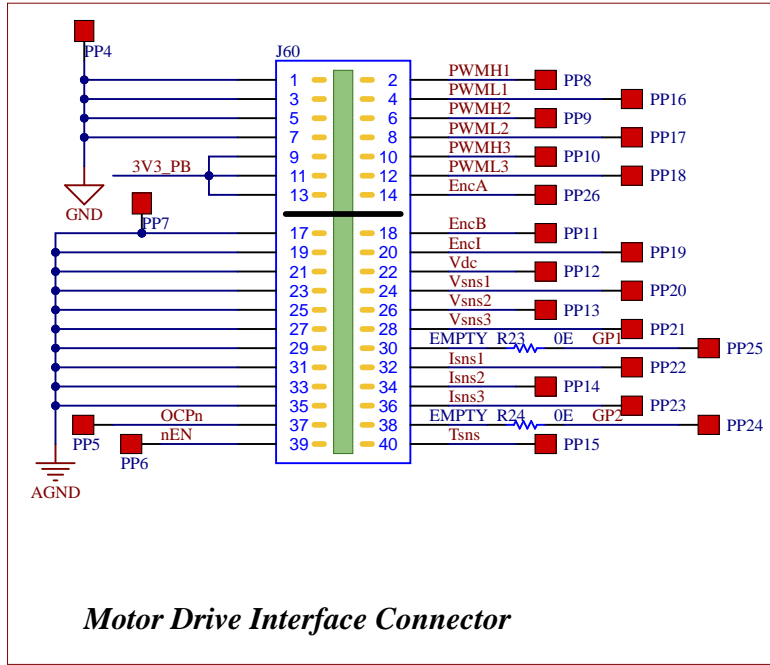 PP4
J60
1 2 PWMH1 PP8
3 4 PWML1 PP16
5 6 PWMH2 PP9
7 8 PWML2 PP17
9 10 PWMH3 PP10
3V3_PB 11 12 PWML3 PP18
13 14 EncA PP26
GND
PP7
17 18 EncB PP11
19 20 EncI PP19
21 22 Vdc PP12
23 24 Vsns1 PP20
25 26 Vsns2 PP13
27 28 Vsns3 PP21
29 30 EMPTY R23 0E GP1 PP25
31 32 Isns1 PP22
33 34 Isns2 PP14
35 36 Isns3 PP23
PP5 OCPn 37 38 EMPTY R24 0E GP2 PP24
PP6 nEN 39 40 Tsns PP15
AGND
Motor Drive Interface Connector